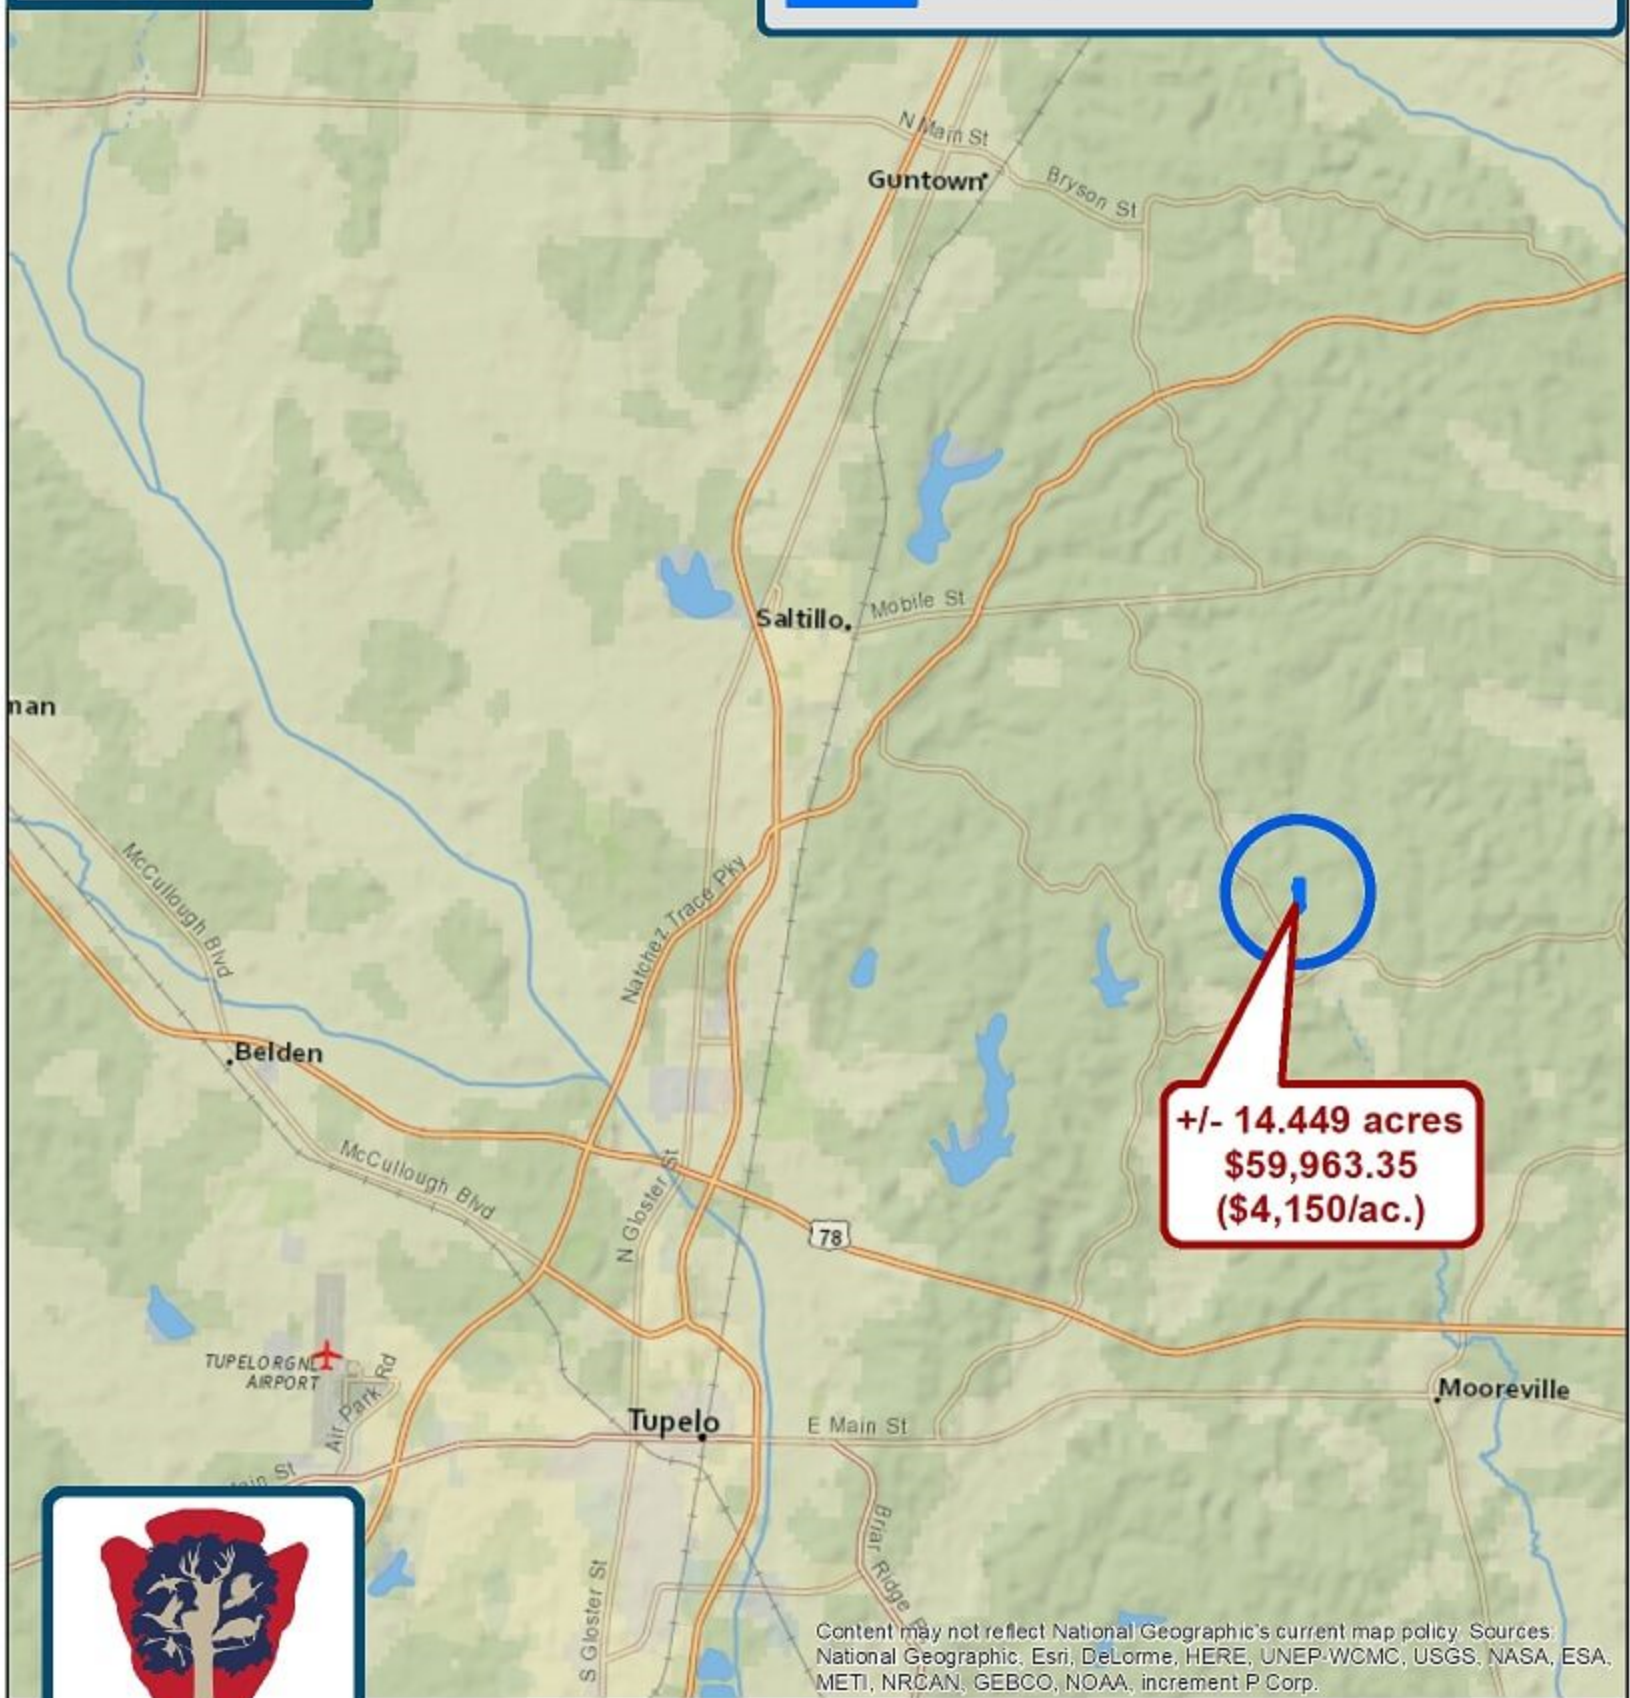 N Main St
Guntown
Bryson St
Saltillo
Mobile St
man
McCullough Blvd
Natchez Trace Pky
Belden
+/- 14.449 acres
$59,963.35
($4,150/ac.)
McCullough Blvd
N Gloster St
78
TUPELO RGNL
AIRPORT
Air Park Rd
Mooreville
Tupelo
E Main St
ain St
Briar Ridge R
S Gloster St
Content may not reflect National Geographic's current map policy. Sources:
National Geographic, Esri, DeLorme, HERE, UNEP-WCMC, USGS, NASA, ESA,
METI, NRCAN, GEBCO, NOAA, increment P Corp.